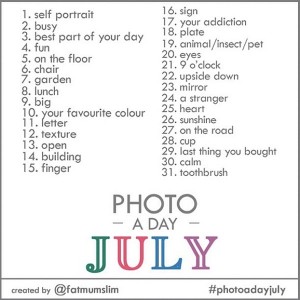 1. self portrait
2. busy
3. best part of your day
4. fun
5. on the floor
6. chair
7. garden
8. lunch
9. big
10. your favourite colour
11. letter
12. texture
13. open
14. building
15. finger
16. sign
17. your addiction
18. plate
19. animal/insect/pet
20. eyes
21. 9 o'clock
22. upside down
23. mirror
24. a stranger
25. heart
26. sunshine
27. on the road
28. cup
29. last thing you bought
30. calm
31. toothbrush
PHOTO
- A DAY -
JULY
created by @fatmumslim
#photoadayjuly